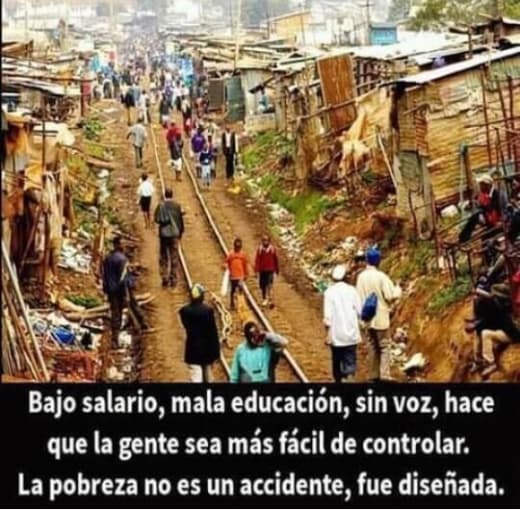 Bajo salario, mala educación, sin voz, hace
que la gente sea más fácil de controlar.
La pobreza no es un accidente, fue diseñada.